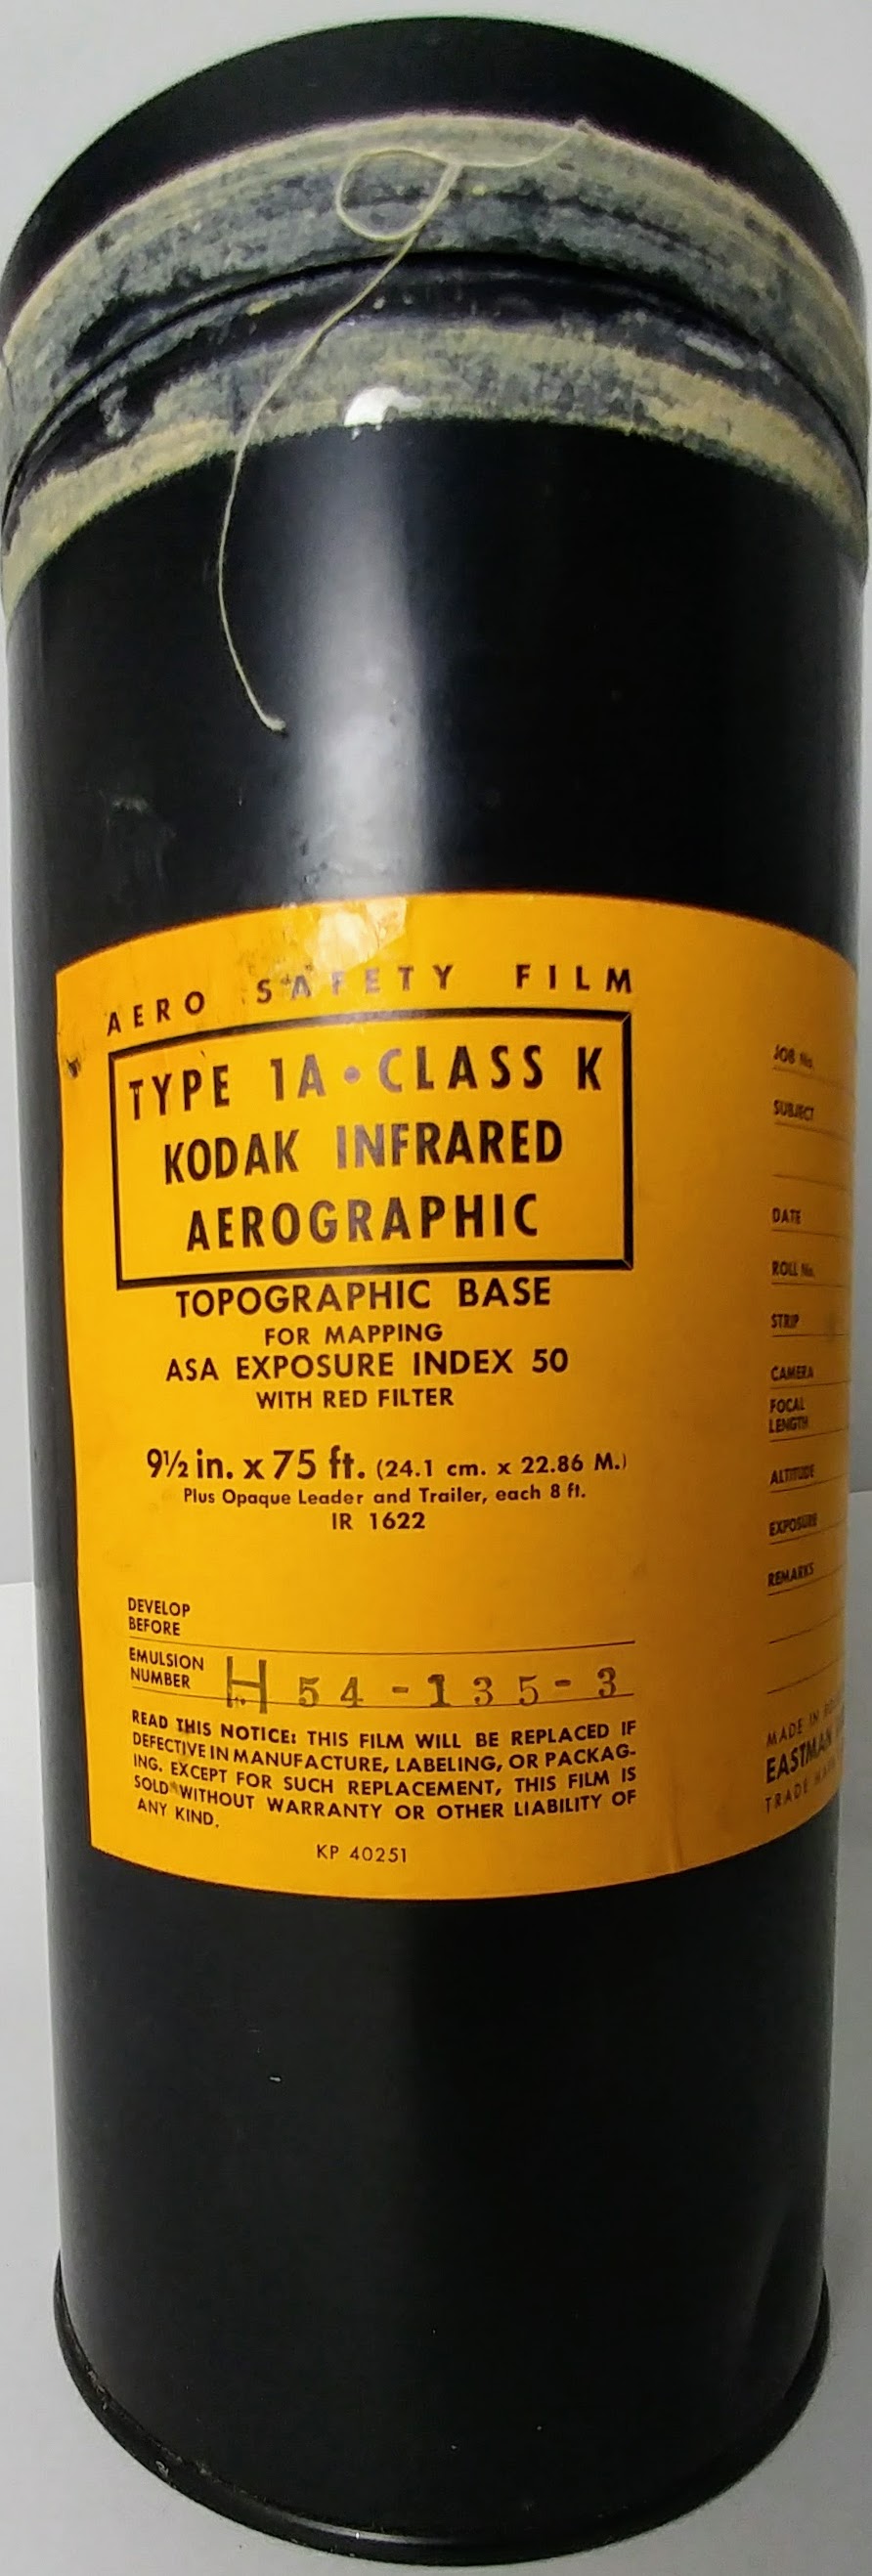 AERO SAFETY FILM
TYPE 1A • CLASS K
KODAK INFRARED
AEROGRAPHIC
TOPOGRAPHIC BASE
FOR MAPPING
ASA EXPOSURE INDEX 50
WITH RED FILTER
9½ in. x 75 ft. (24.1 cm. x 22.86 M.)
Plus Opaque Leader and Trailer, each 8 ft.
IR 1622
DEVELOP
BEFORE
EMULSION
NUMBER H 54-135-3
READ THIS NOTICE: THIS FILM WILL BE REPLACED IF
DEFECTIVE IN MANUFACTURE, LABELING, OR PACKAG-
ING. EXCEPT FOR SUCH REPLACEMENT, THIS FILM IS
SOLD WITHOUT WARRANTY OR OTHER LIABILITY OF
ANY KIND.
KP 40251
JOB No.
SUBJECT
DATE
ROLL No.
STRIP
CAMERA
FOCAL
LENGTH
ALTITUDE
EXPOSURE
REMARKS
MADE IN
EASTMAN
TRADE